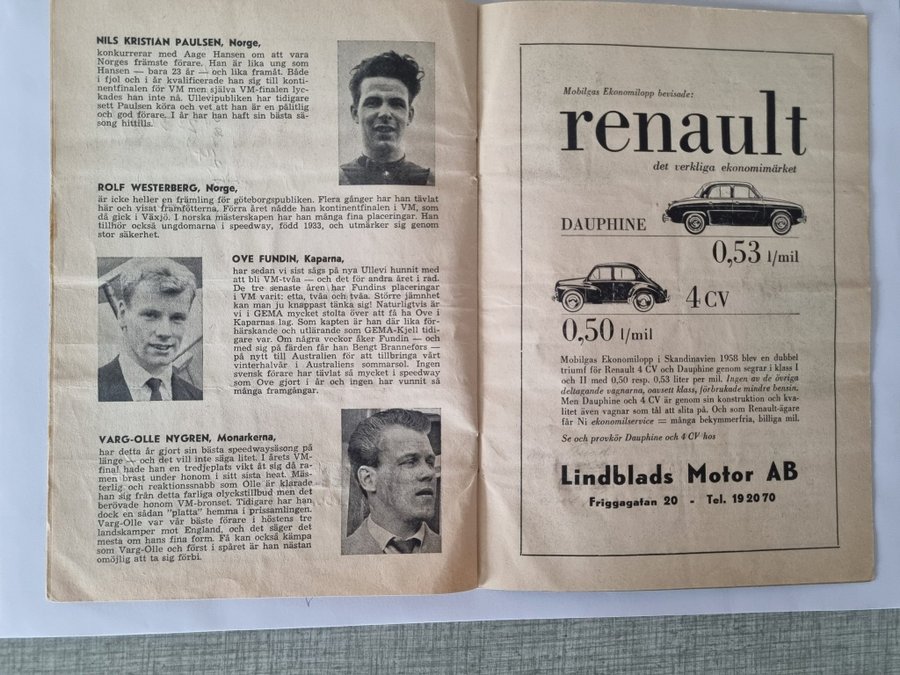 NILS KRISTIAN PAULSEN, Norge,
konkurrerar med Aage Hansen om att vara
Norges främste förare. Han är lika ung som
Hansen — bara 23 år — och lika framåt. Både
i fjol och i år kvalificerade han sig till konti-
nentfinalen för VM men själva VM-finalen lyc-
kades han inte nå. Ullevipubliken har tidigare
sett Paulsen köra och vet att han är en pålitlig
och god förare. I år har han haft sin bästa sä-
song hittills.
ROLF WESTERBERG, Norge,
är icke heller en främling för göteborgspubliken. Flera gånger har han tävlat
här och visat framfötterna. Förra året nådde han kontinentfinalen i VM, som
då gick i Växjö. I norska mästerskapen har han många fina placeringar. Han
tillhör också ungdomarna i speedway, född 1933, och utmärker sig genom
stor säkerhet.
OVE FUNDIN, Kaparna,
har sedan vi sist sågs på nya Ullevi hunnit med
att bli VM-tvåa — och det för andra året i rad.
De tre senaste åren har Fundins placeringar
i VM varit: etta, tvåa och tvåa. Större jämnhet
kan man ju knappast tänka sig! Naturligtvis är
vi i GEMA mycket stolta över att få ha Ove i
Kaparnas lag. Som kapten är han där lika för-
härskande och utlärande som GEMA-Kjell tidi-
gare var. Om några veckor åker Fundin — och
med sig på färden får han Bengt Brannefors —
på nytt till Australien för att tillbringa vårt
vinterhalvår i Australiens sommarsol. Ingen
svensk förare har tävlat så mycket i speedway
som Ove gjort i år och ingen har vunnit så
många framgångar.
VARG-OLLE NYGREN, Monarkerna,
har detta år gjort sin bästa speedwaysäsong på
länge — och det vill inte säga litet. I årets VM-
final hade han en tredjeplats vikt åt sig då ra-
men brast under honom i sitt sista heat. Mäs-
terlig och reaktionssnabb som Olle är klarade
han sig från detta farliga olyckstillbud men det
berövade honom VM-bronset. Tidigare har han
dock en sådan "platta" hemma i prissamlingen.
Varg-Olle var vår bäste förare i höstens tre
landskamper mot England, och det säger det
mesta om hans fina form. Få kan också kämpa
som Varg-Olle och först i spåret är han nästan
omöjlig att ta sig förbi.
Mobilgas Ekonomilopp bevisade:
renault
det verkliga ekonomimärket
DAUPHINE
0,53 l/mil
4 CV
0,50 l/mil
Mobilgas Ekonomilopp i Skandinavien 1958 blev en dubbel
triumf för Renault 4 CV och Dauphine genom segrar i klass I
och II med 0,50 resp. 0,53 liter per mil. Ingen av de övriga
deltagande vagnarna, oavsett klass, förbrukade mindre bensin.
Men Dauphine och 4 CV är genom sin konstruktion och kva-
litet även vagnar som tål att slita på. Och som Renault-ägare
får Ni ekonomilservice = många bekymmerfria, billiga mil.
Se och provkör Dauphine och 4 CV hos
Lindblads Motor AB
Friggagatan 20 - Tel. 19 20 70